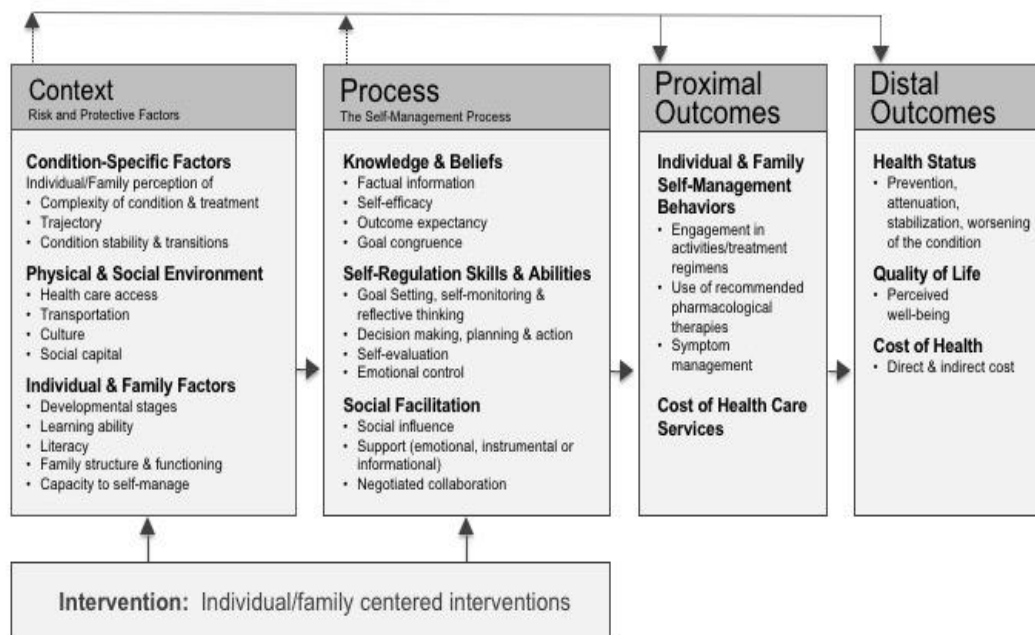 Context
Risk and Protective Factors
Condition-Specific Factors
Individual/Family perception of
• Complexity of condition & treatment
• Trajectory
• Condition stability & transitions
Physical & Social Environment
• Health care access
• Transportation
• Culture
• Social capital
Individual & Family Factors
• Developmental stages
• Learning ability
• Literacy
• Family structure & functioning
• Capacity to self-manage
Process
The Self-Management Process
Knowledge & Beliefs
• Factual information
• Self-efficacy
• Outcome expectancy
• Goal congruence
Self-Regulation Skills & Abilities
• Goal Setting, self-monitoring &
reflective thinking
• Decision making, planning & action
• Self-evaluation
• Emotional control
Social Facilitation
• Social influence
• Support (emotional, instrumental or
informational)
• Negotiated collaboration
Proximal
Outcomes
Individual & Family
Self-Management
Behaviors
• Engagement in
activities/treatment
regimens
• Use of recommended
pharmacological
therapies
• Symptom
management
Cost of Health Care
Services
Distal
Outcomes
Health Status
• Prevention,
attenuation,
stabilization, worsening
of the condition
Quality of Life
• Perceived
well-being
Cost of Health
• Direct & indirect cost
Intervention: Individual/family centered interventions